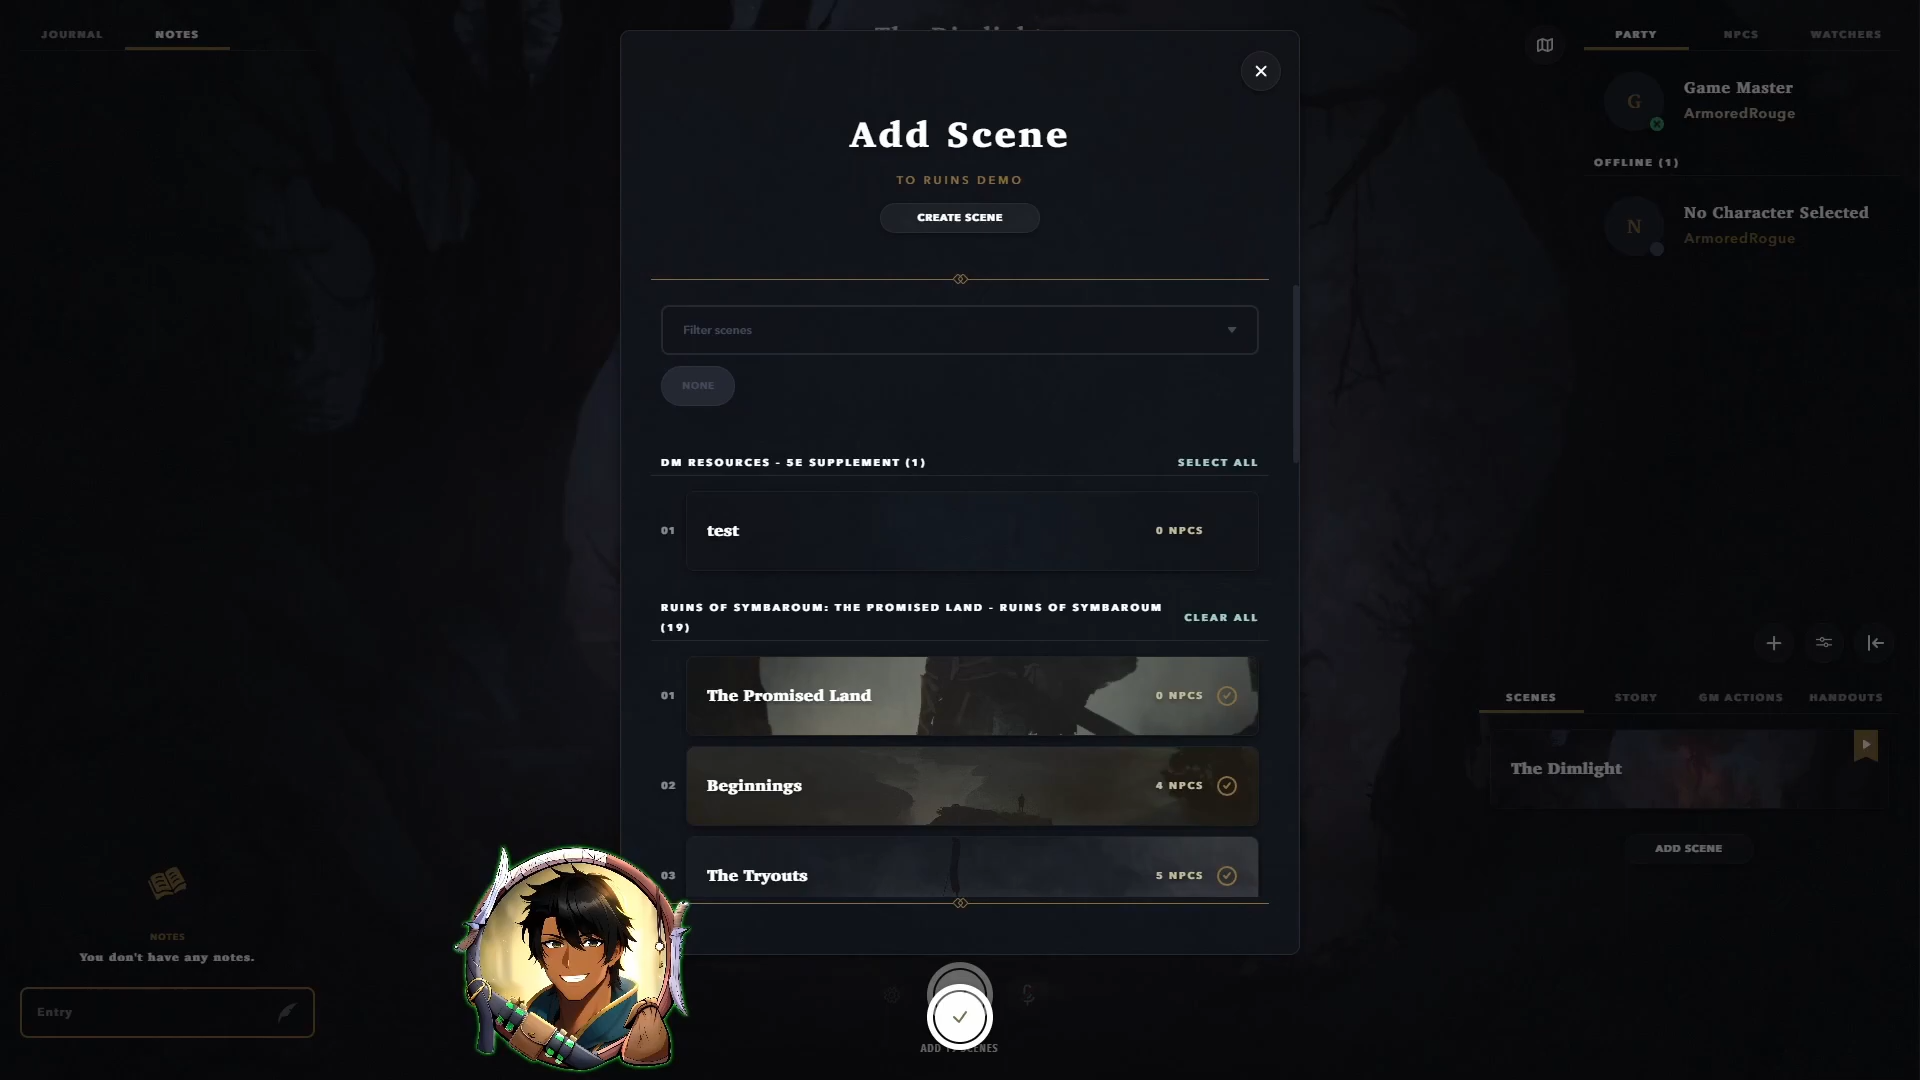 JOURNAL
NOTES
Add Scene
TO RUINS DEMO
CREATE SCENE
Filter scenes
NONE
DM RESOURCES - 5E SUPPLEMENT (1)
SELECT ALL
01
test
0 NPCS
RUINS OF SYMBAROUM: THE PROMISED LAND - RUINS OF SYMBAROUM
(19)
CLEAR ALL
01
The Promised Land
0 NPCS
02
Beginnings
4 NPCS
03
The Tryouts
5 NPCS
NOTES
You don't have any notes.
Entry
PARTY
NPCS
WATCHERS
G
Game Master
ArmoredRouge
OFFLINE (1)
N
No Character Selected
ArmoredRogue
SCENES
STORY
GM ACTIONS
HANDOUTS
The Dimlight
ADD SCENE